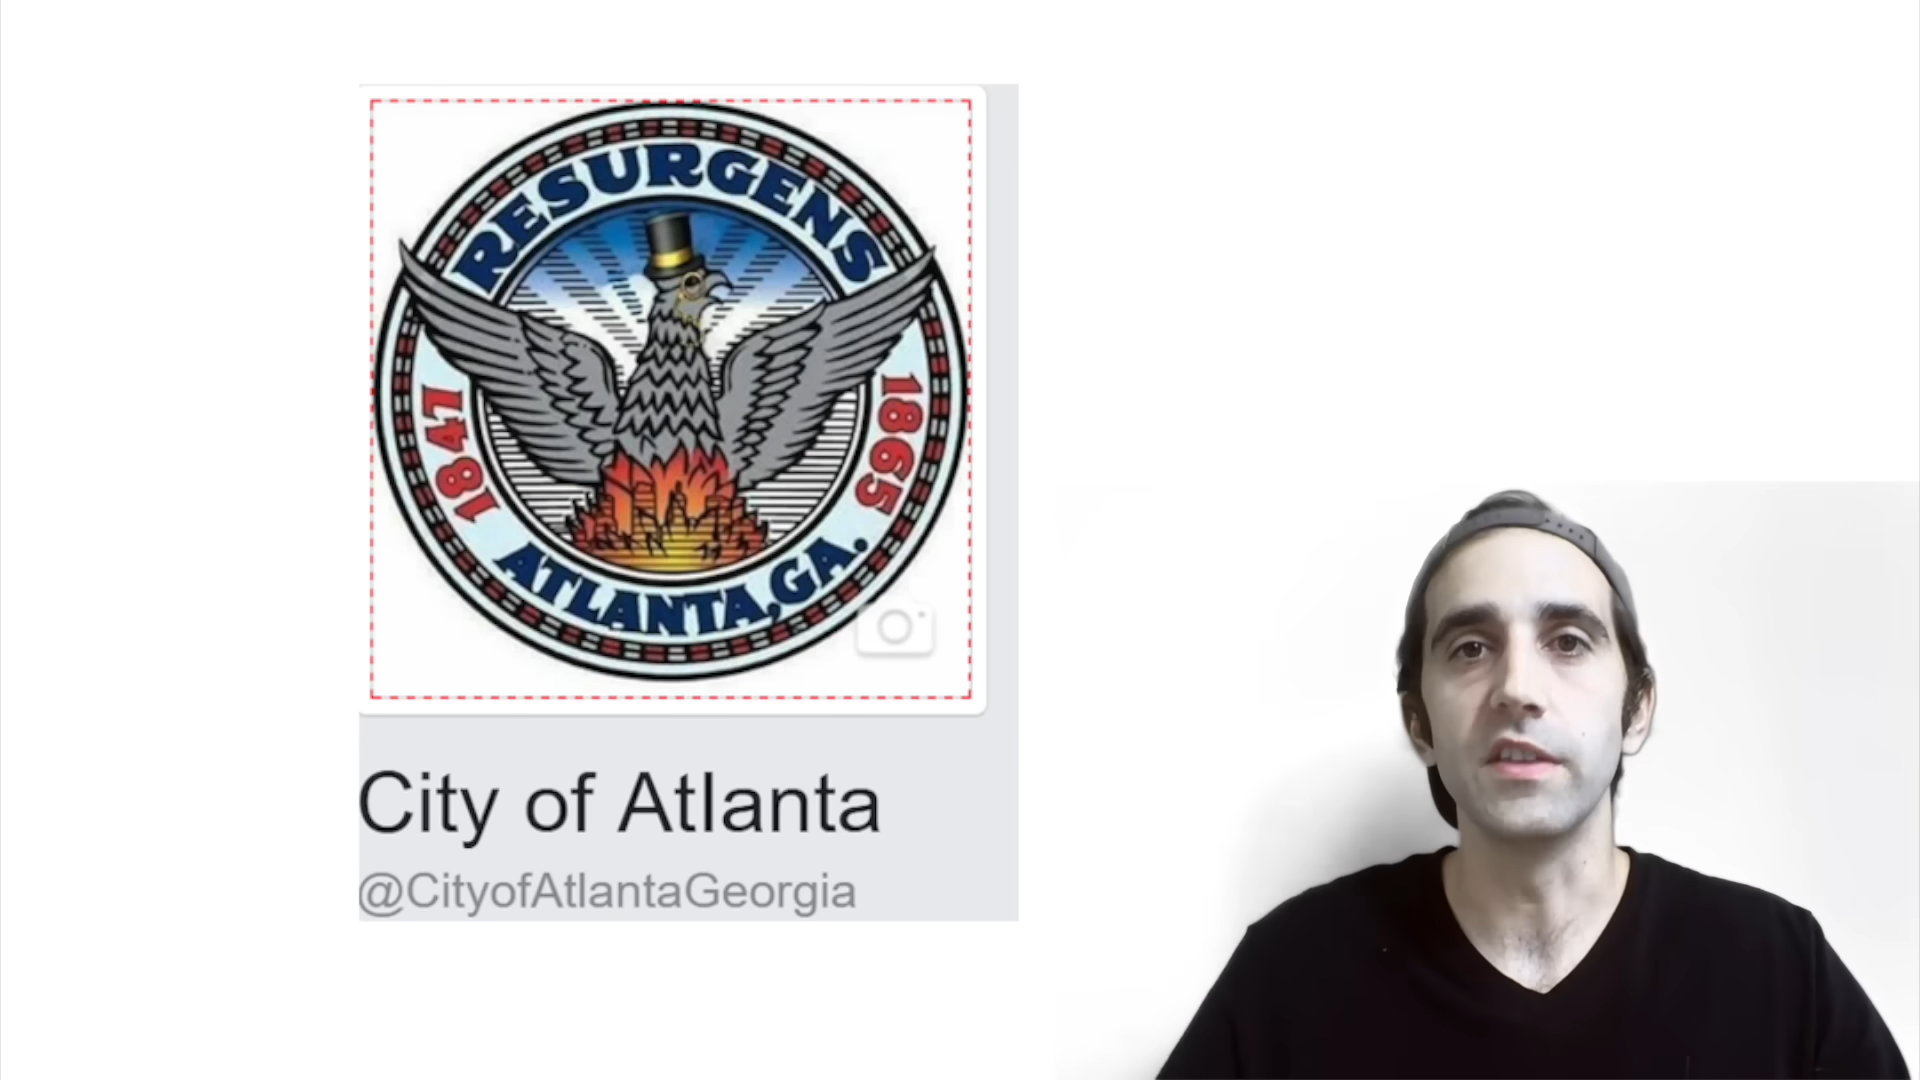 RESURGENS
1847
1865
ATLANTA, GA.
City of Atlanta
@CityofAtlantaGeorgia